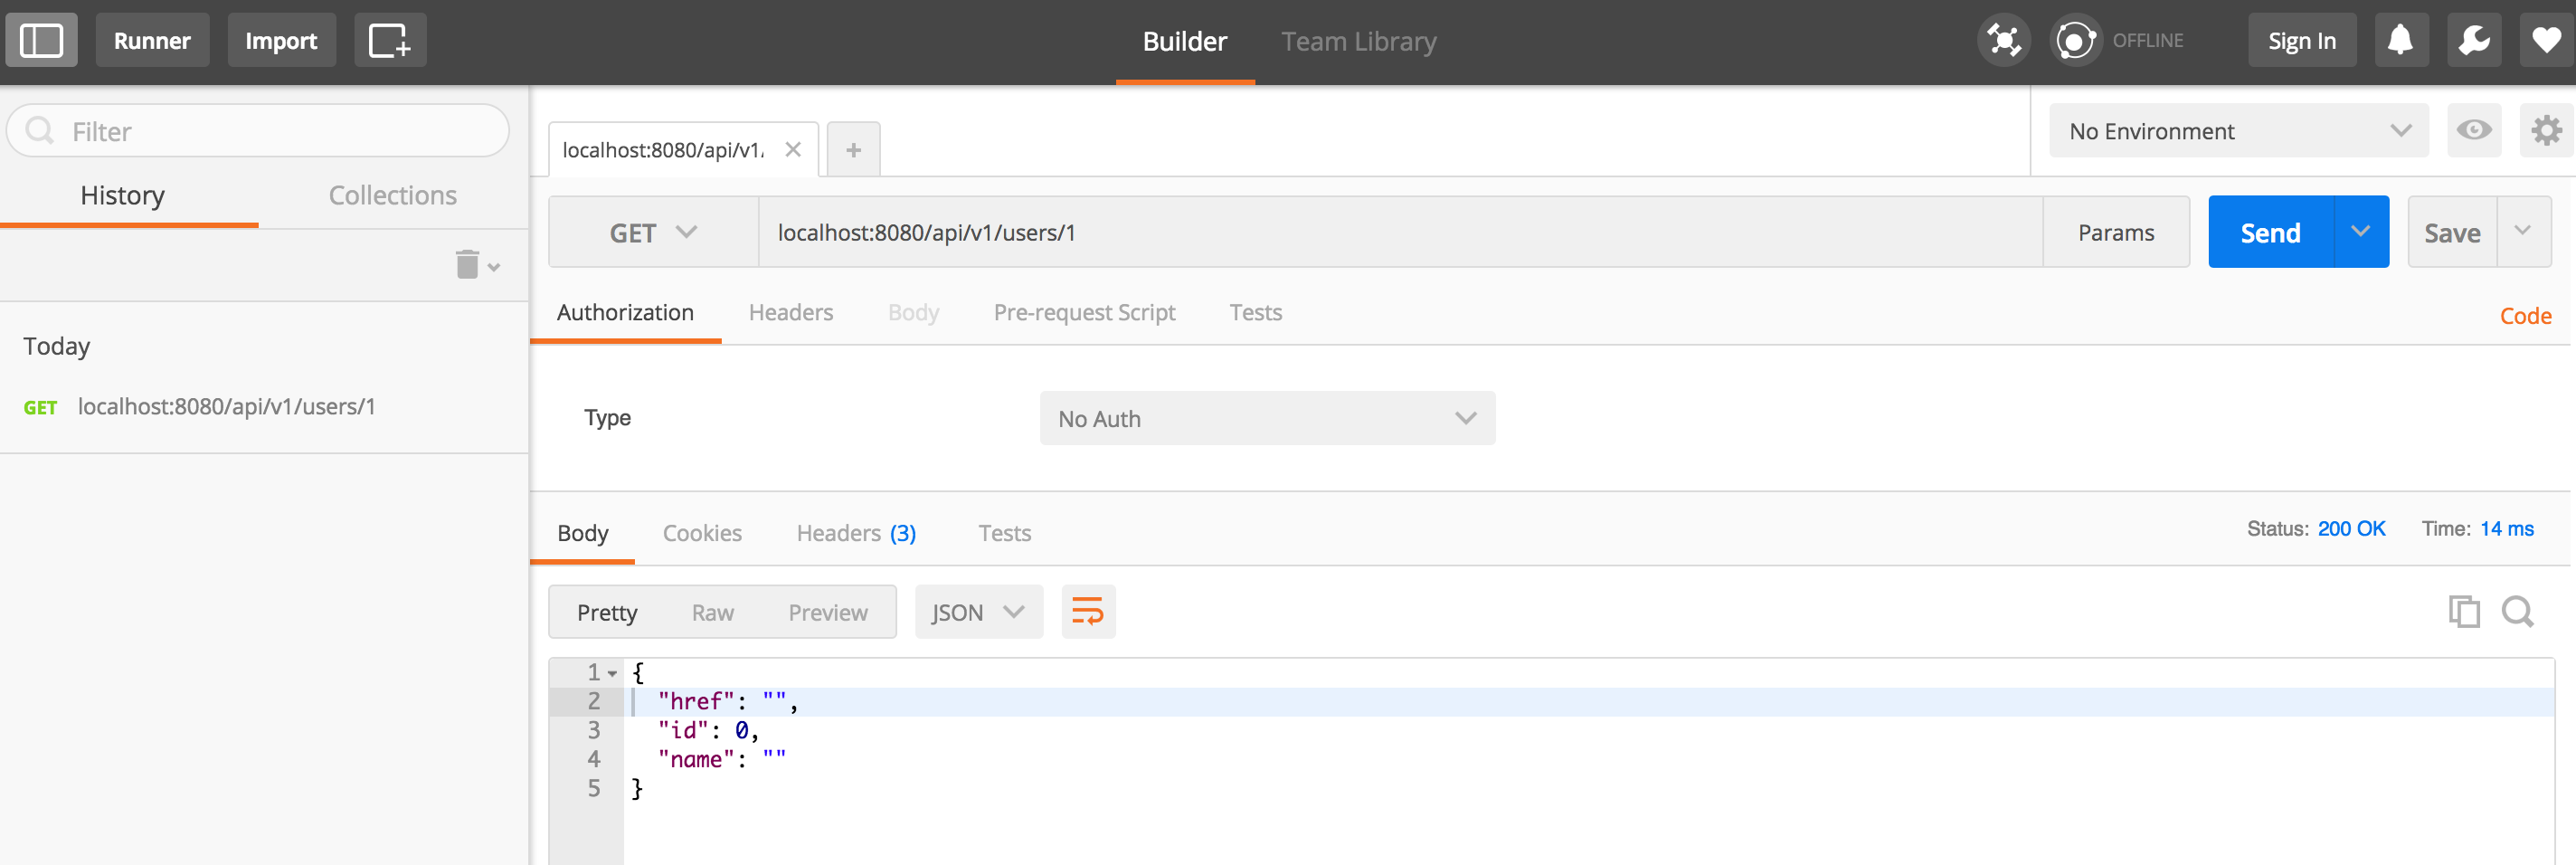 Runner Import Builder Team Library OFFLINE Sign In
Filter
History Collections
Today
GET localhost:8080/api/v1/users/1
localhost:8080/api/v1/ + No Environment
GET localhost:8080/api/v1/users/1 Params Send Save
Authorization Headers Body Pre-request Script Tests Code
Type No Auth
Body Cookies Headers (3) Tests Status: 200 OK Time: 14 ms
Pretty Raw Preview JSON
1 {
2 "href": "",
3 "id": 0,
4 "name": ""
5 }